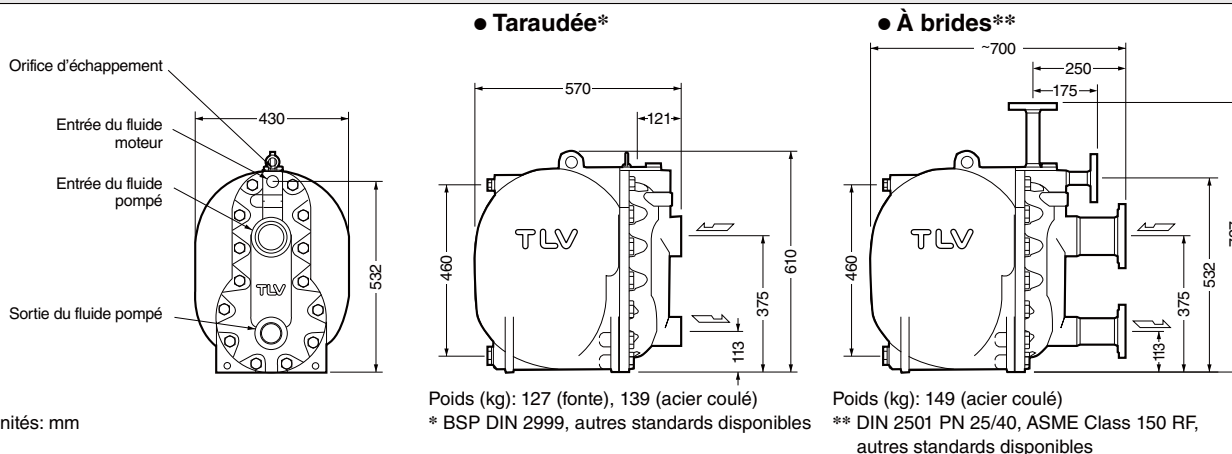 ● Taraudée*
● À brides**
Orifice d'échappement
Entrée du fluide
moteur
Entrée du fluide
pompé
Sortie du fluide pompé
430
532
TLV
570
121
460
610
375
113
TLV
~700
250
175
460
532
375
113
TLV
Poids (kg): 127 (fonte), 139 (acier coulé)
* BSP DIN 2999, autres standards disponibles
Poids (kg): 149 (acier coulé)
** DIN 2501 PN 25/40, ASME Class 150 RF,
autres standards disponibles
nités: mm